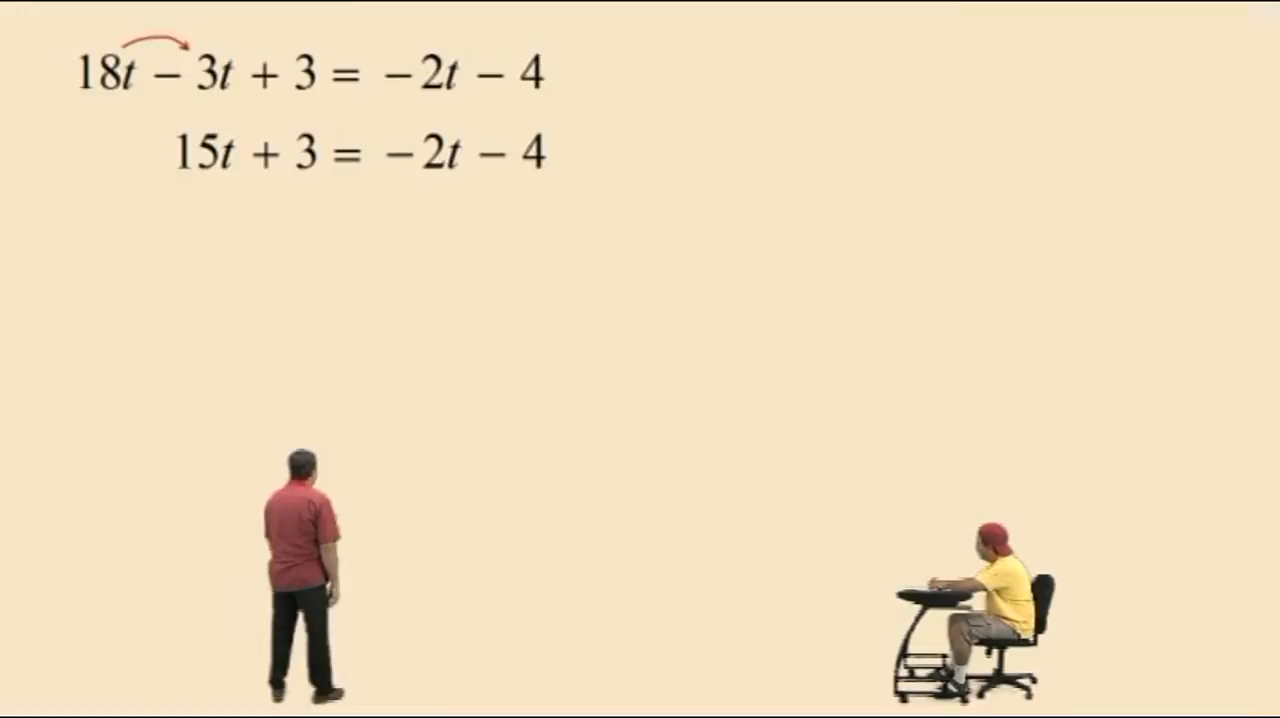 18t − 3t + 3 = −2t − 4
15t + 3 = −2t − 4